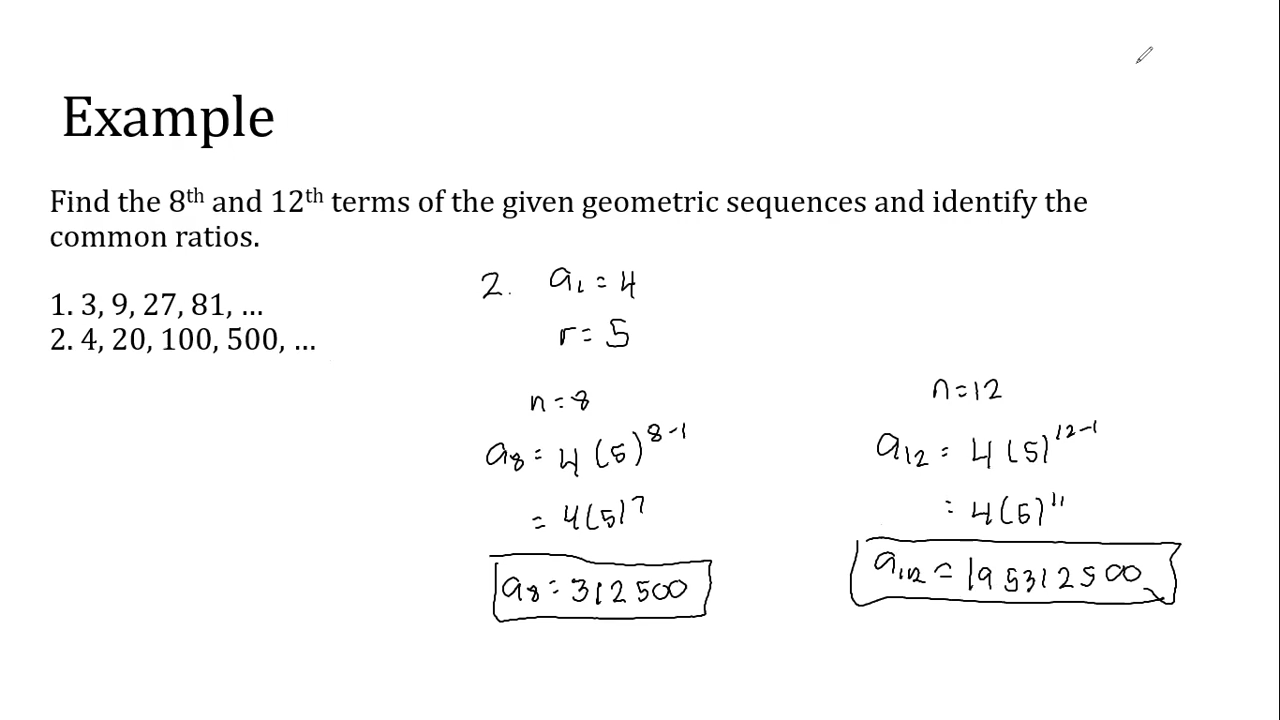 Example
Find the 8th and 12th terms of the given geometric sequences and identify the
common ratios.
1. 3, 9, 27, 81, …
2. 4, 20, 100, 500, …
2. a₁ = 4
r = 5
n = 8
a₈ = 4(5)⁸⁻¹
= 4(5)⁷
a₈ = 312500
n = 12
a₁₂ = 4(5)¹²⁻¹
= 4(5)¹¹
a₁₂ = 195312500